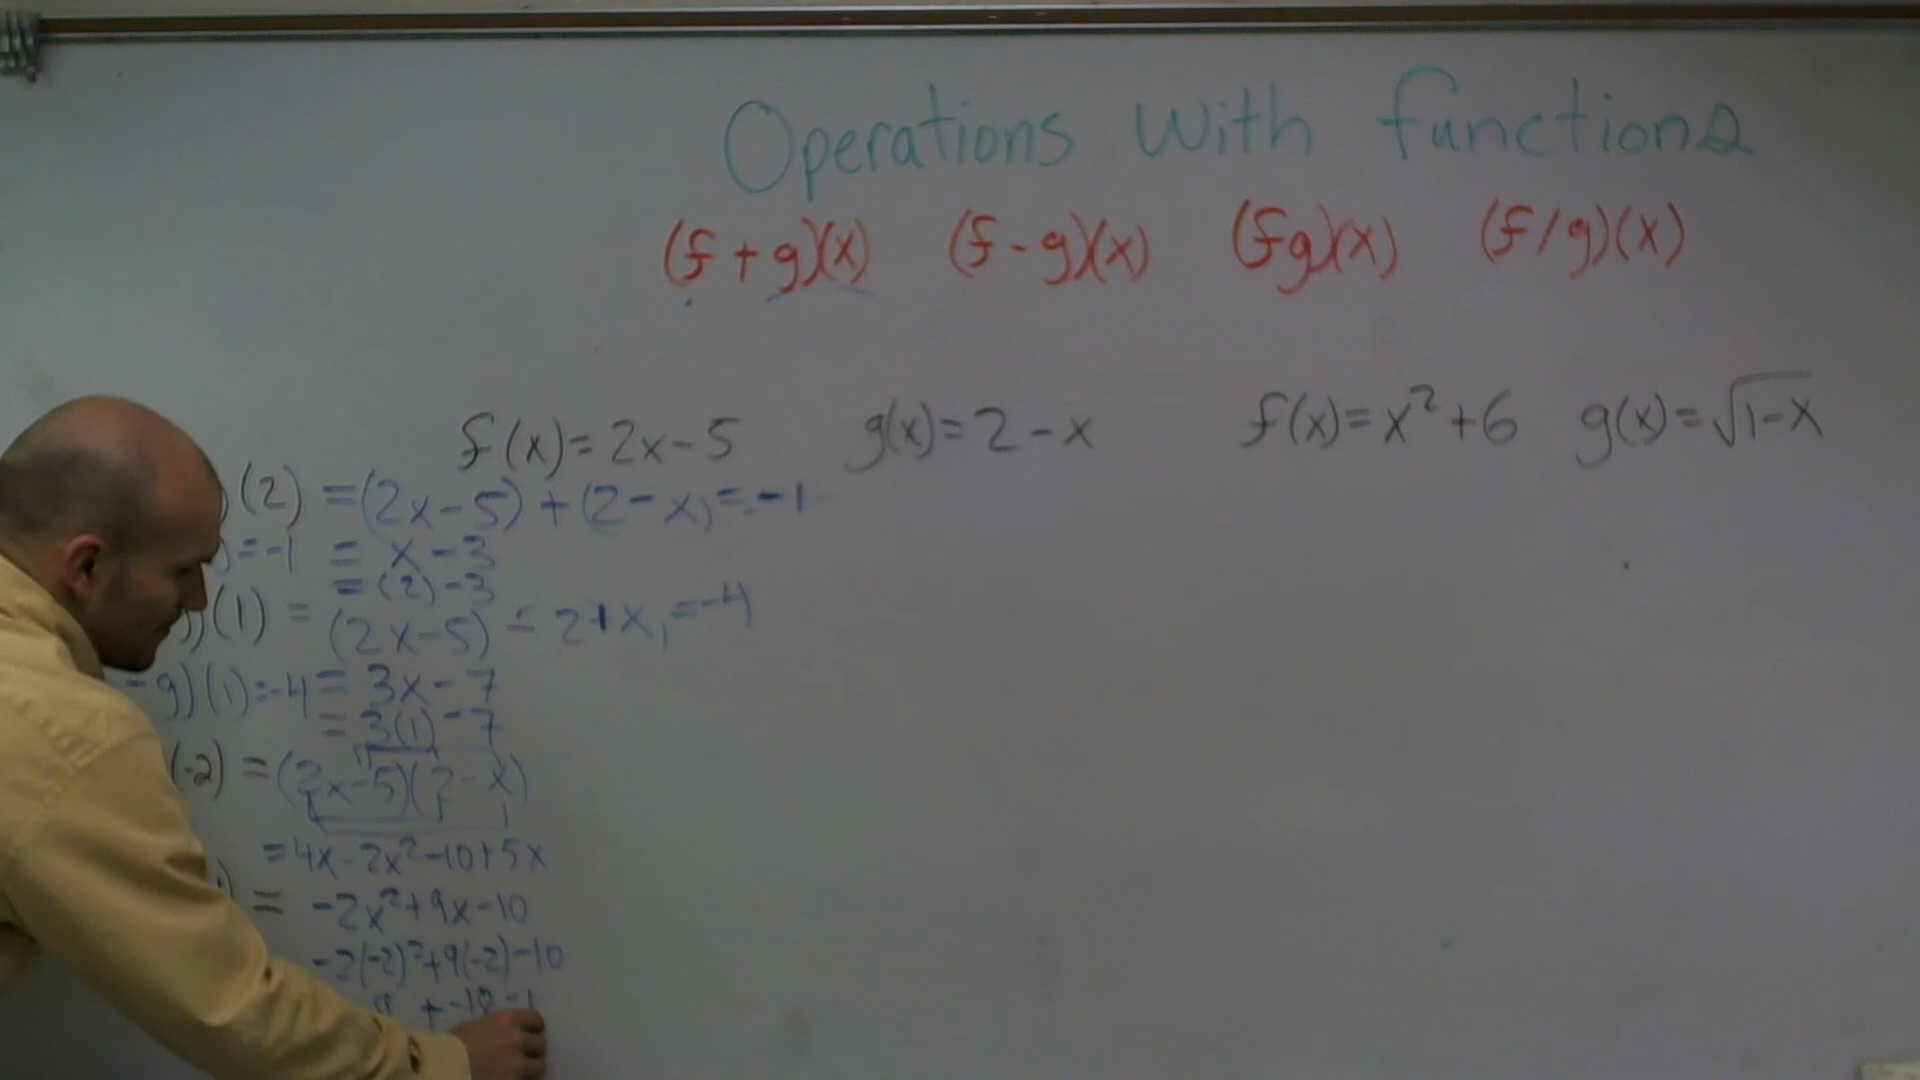 Operations with functions
(f + g)(x) (f - g)(x) (fg)(x) (f/g)(x)
f(x) = 2x - 5 g(x) = 2 - x f(x) = x² + 6 g(x) = √1-x
)(2) = (2x - 5) + (2 - x) = -1
) = -1 = x - 3
= (2) - 3
)(1) = (2x - 5) - 2 + x, = -4
- g)(1) = -4 = 3x - 7
= 3(1) - 7
(-2) = (2x - 5)(2 - x)
= 4x - 2x² - 10 + 5x
) = -2x² + 9x - 10
-2(-2)² + 9(-2) - 10
+ -18